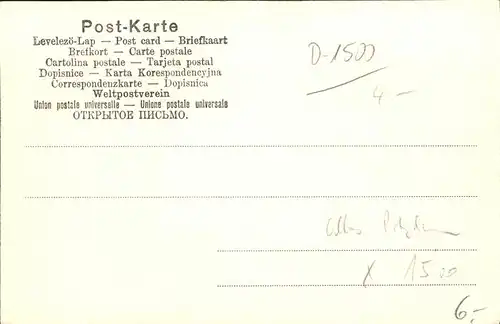 Post-Karte
Levelezö-Lap — Post card — Briefkaart
Brefkort — Carte postale
Cartolina postale — Tarjeta postal
Dopisnice — Karta Korespondencyjna
Correspondenzkarte — Dopisnica
Weltpostverein
Union postale universelle — Unione postale universale
ОТКРЫТОЕ ПИСЬМО.
D-1500
4 —
x 1500
6,-